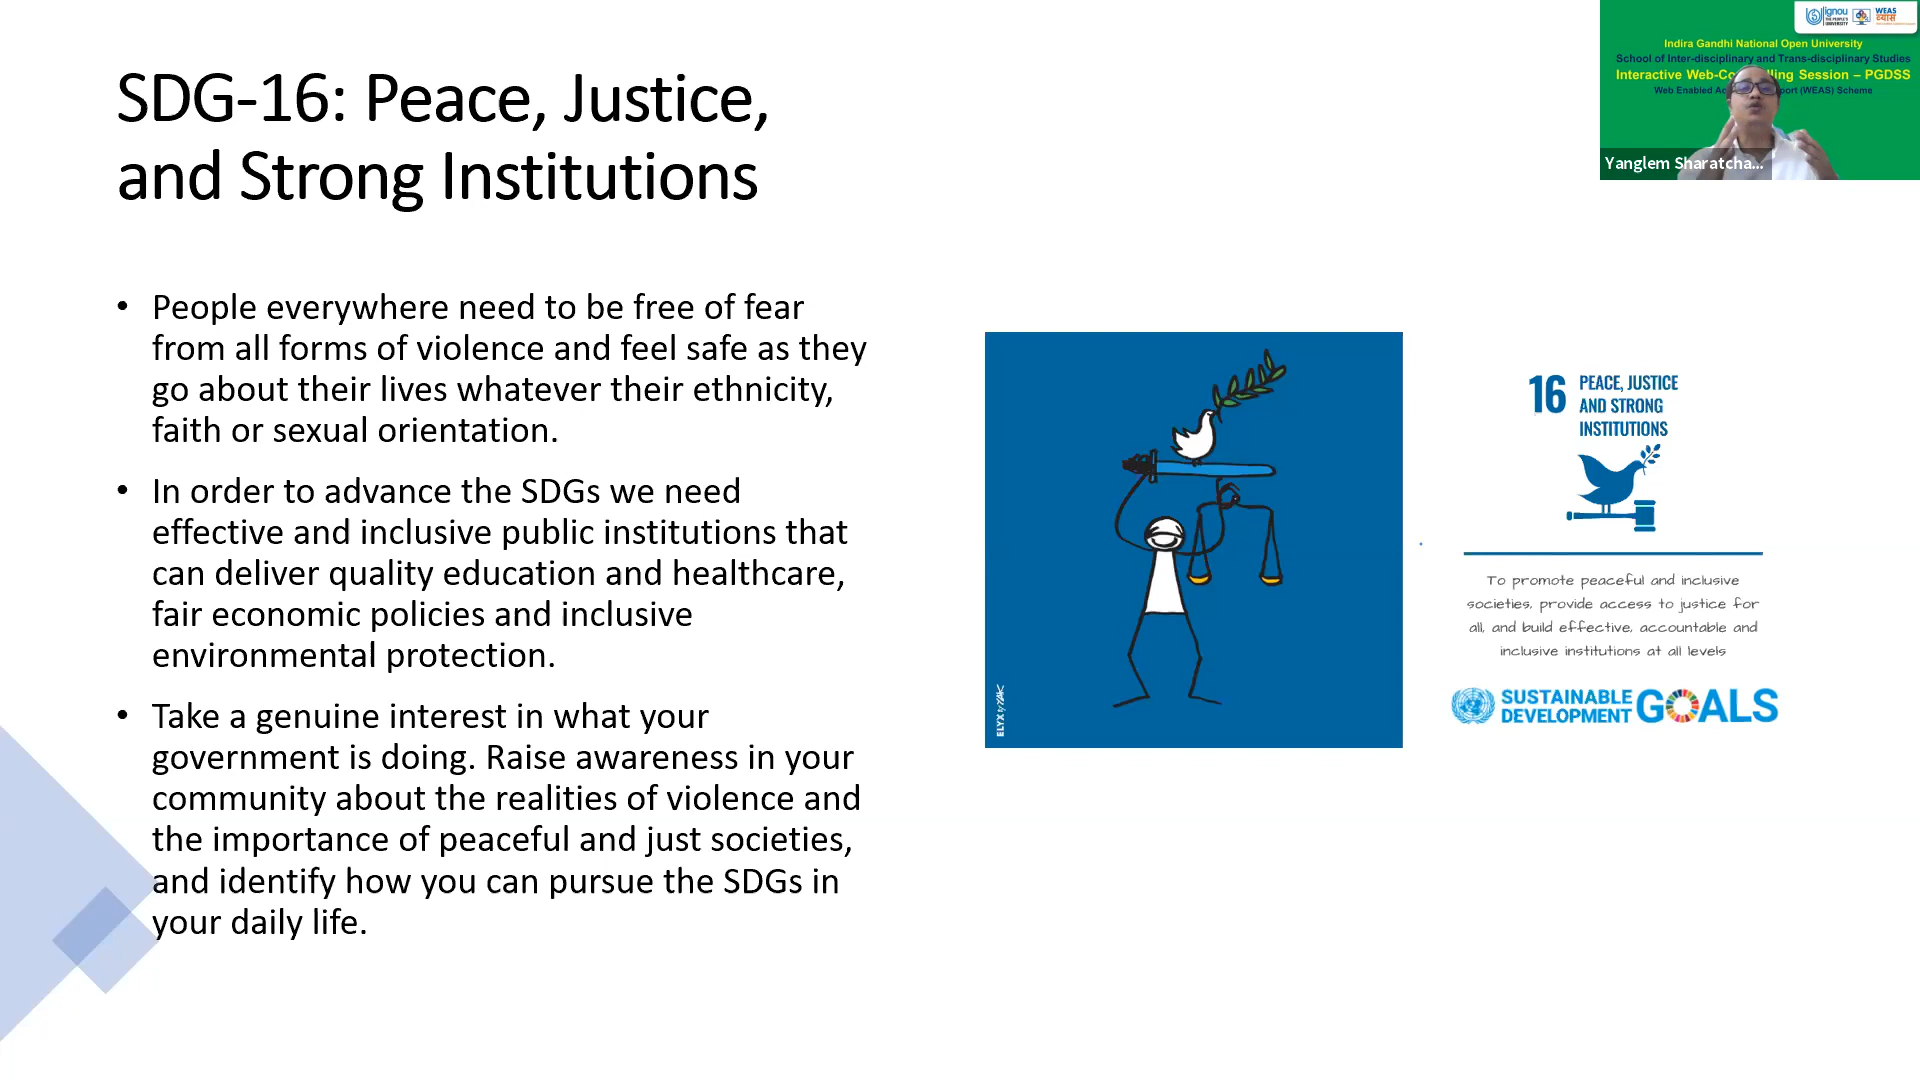 SDG-16: Peace, Justice,
and Strong Institutions
• People everywhere need to be free of fear
from all forms of violence and feel safe as they
go about their lives whatever their ethnicity,
faith or sexual orientation.
• In order to advance the SDGs we need
effective and inclusive public institutions that
can deliver quality education and healthcare,
fair economic policies and inclusive
environmental protection.
• Take a genuine interest in what your
government is doing. Raise awareness in your
community about the realities of violence and
the importance of peaceful and just societies,
and identify how you can pursue the SDGs in
your daily life.
ELYX by YAK
16 PEACE, JUSTICE
AND STRONG
INSTITUTIONS
To promote peaceful and inclusive
societies, provide access to justice for
all, and build effective, accountable and
inclusive institutions at all levels
SUSTAINABLE
DEVELOPMENT
GOALS
ignou
THE PEOPLE'S
UNIVERSITY
WEAS
व्यास
Indira Gandhi National Open University
School of Inter-disciplinary and Trans-disciplinary Studies
Interactive Web-Co lling Session – PGDSS
Web Enabled A port (WEAS) Scheme
Yanglem Sharatcha...